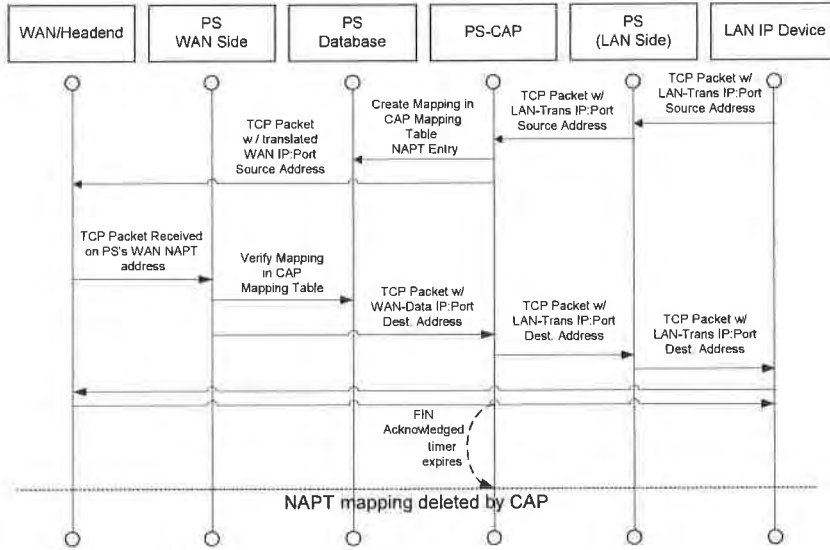 WAN/Headend
PS
WAN Side
PS
Database
PS-CAP
PS
(LAN Side)
LAN IP Device
TCP Packet w/
LAN-Trans IP:Port
Source Address
TCP Packet w/
LAN-Trans IP:Port
Source Address
Create Mapping in
CAP Mapping
Table
NAPT Entry
TCP Packet
w/ translated
WAN IP:Port
Source Address
TCP Packet Received
on PS's WAN NAPT
address
Verify Mapping
in CAP
Mapping Table
TCP Packet w/
WAN-Data IP:Port
Dest. Address
TCP Packet w/
LAN-Trans IP:Port
Dest. Address
TCP Packet w/
LAN-Trans IP:Port
Dest. Address
FIN
Acknowledged
timer
expires
NAPT mapping deleted by CAP